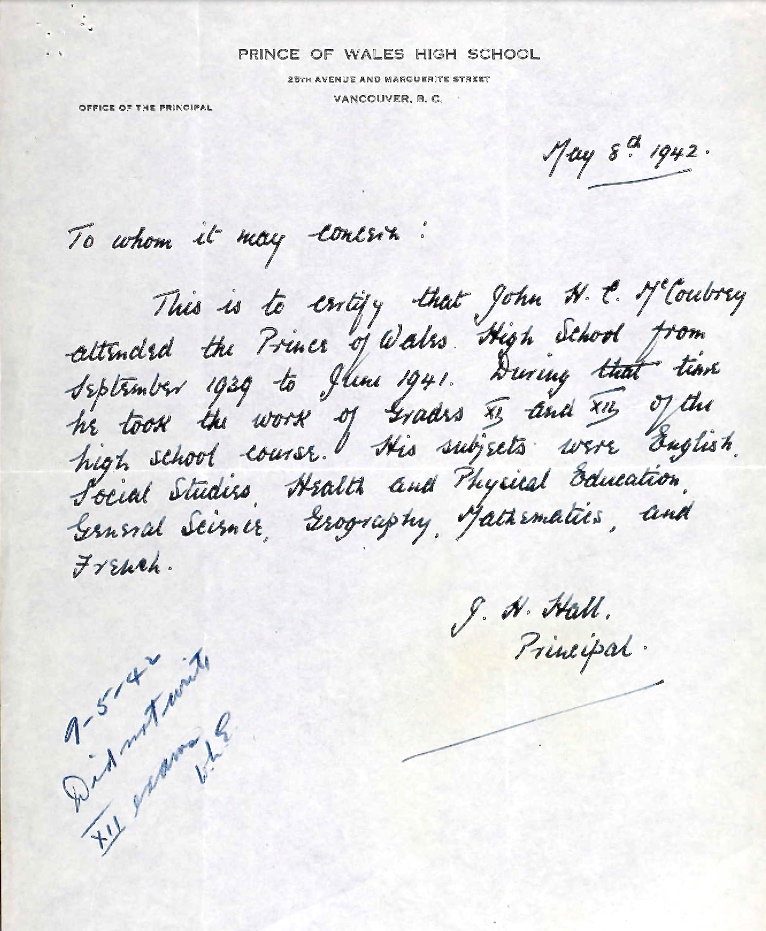 PRINCE OF WALES HIGH SCHOOL
25TH AVENUE AND MARGUERITE STREET
VANCOUVER, B. C.
OFFICE OF THE PRINCIPAL
May 8th 1942.
To whom it may concern:
This is to certify that John H. C. McCoubrey
attended the Prince of Wales High School from
September 1939 to June 1941. During that time
he took the work of Grades XI and XII of the
high school course. His subjects were English,
Social Studies, Health and Physical Education,
General Science, Geography, Mathematics, and
French.
J. H. Hall,
Principal.
9-5-42
Did not write
XII exams